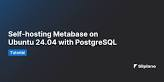 Self-hosting Metabase on
Ubuntu 24.04 with PostgreSQL
Tutorial
Sliplane